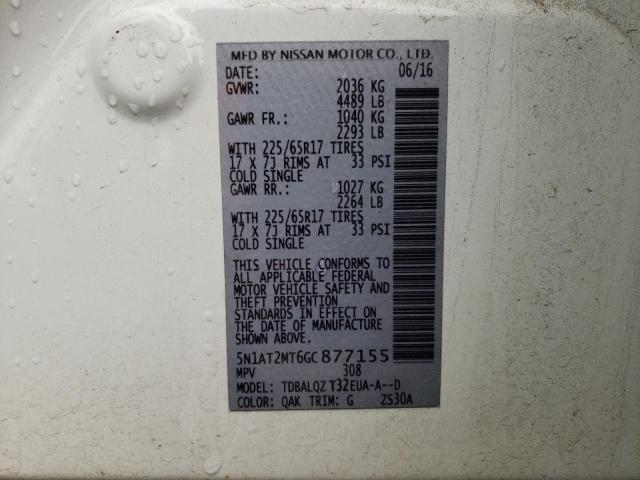 MFD BY NISSAN MOTOR CO., LTD.
DATE: 06/16
GVWR: 2036 KG
4489 LB
GAWR FR.: 1040 KG
2293 LB
WITH 225/65R17 TIRES
17 X 7J RIMS AT 33 PSI
COLD SINGLE
GAWR RR.: 1027 KG
2264 LB
WITH 225/65R17 TIRES
17 X 7J RIMS AT 33 PSI
COLD SINGLE
THIS VEHICLE CONFORMS TO
ALL APPLICABLE FEDERAL
MOTOR VEHICLE SAFETY AND
THEFT PREVENTION
STANDARDS IN EFFECT ON
THE DATE OF MANUFACTURE
SHOWN ABOVE.
5N1AT2MT6GC877155
MPV 308
MODEL: TDBALQZ T32EUA-A--D
COLOR: QAK TRIM: G ZS30A